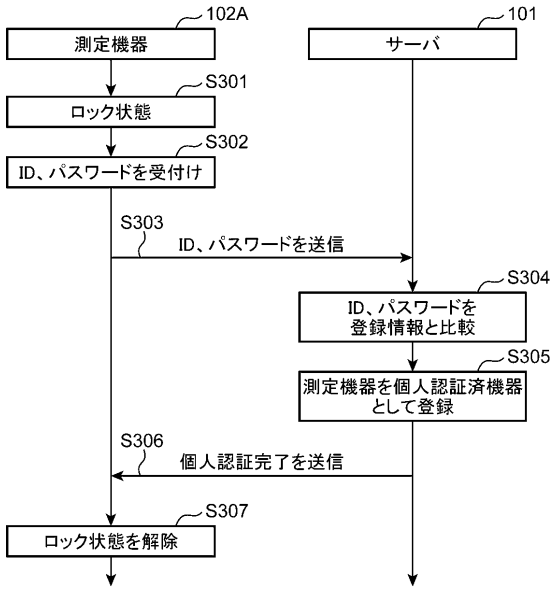 102A
101
測定機器
サーバ
S301
ロック状態
S302
ID、パスワードを受付け
S303
ID、パスワードを送信
S304
ID、パスワードを
登録情報と比較
S305
測定機器を個人認証済機器
として登録
S306
個人認証完了を送信
S307
ロック状態を解除